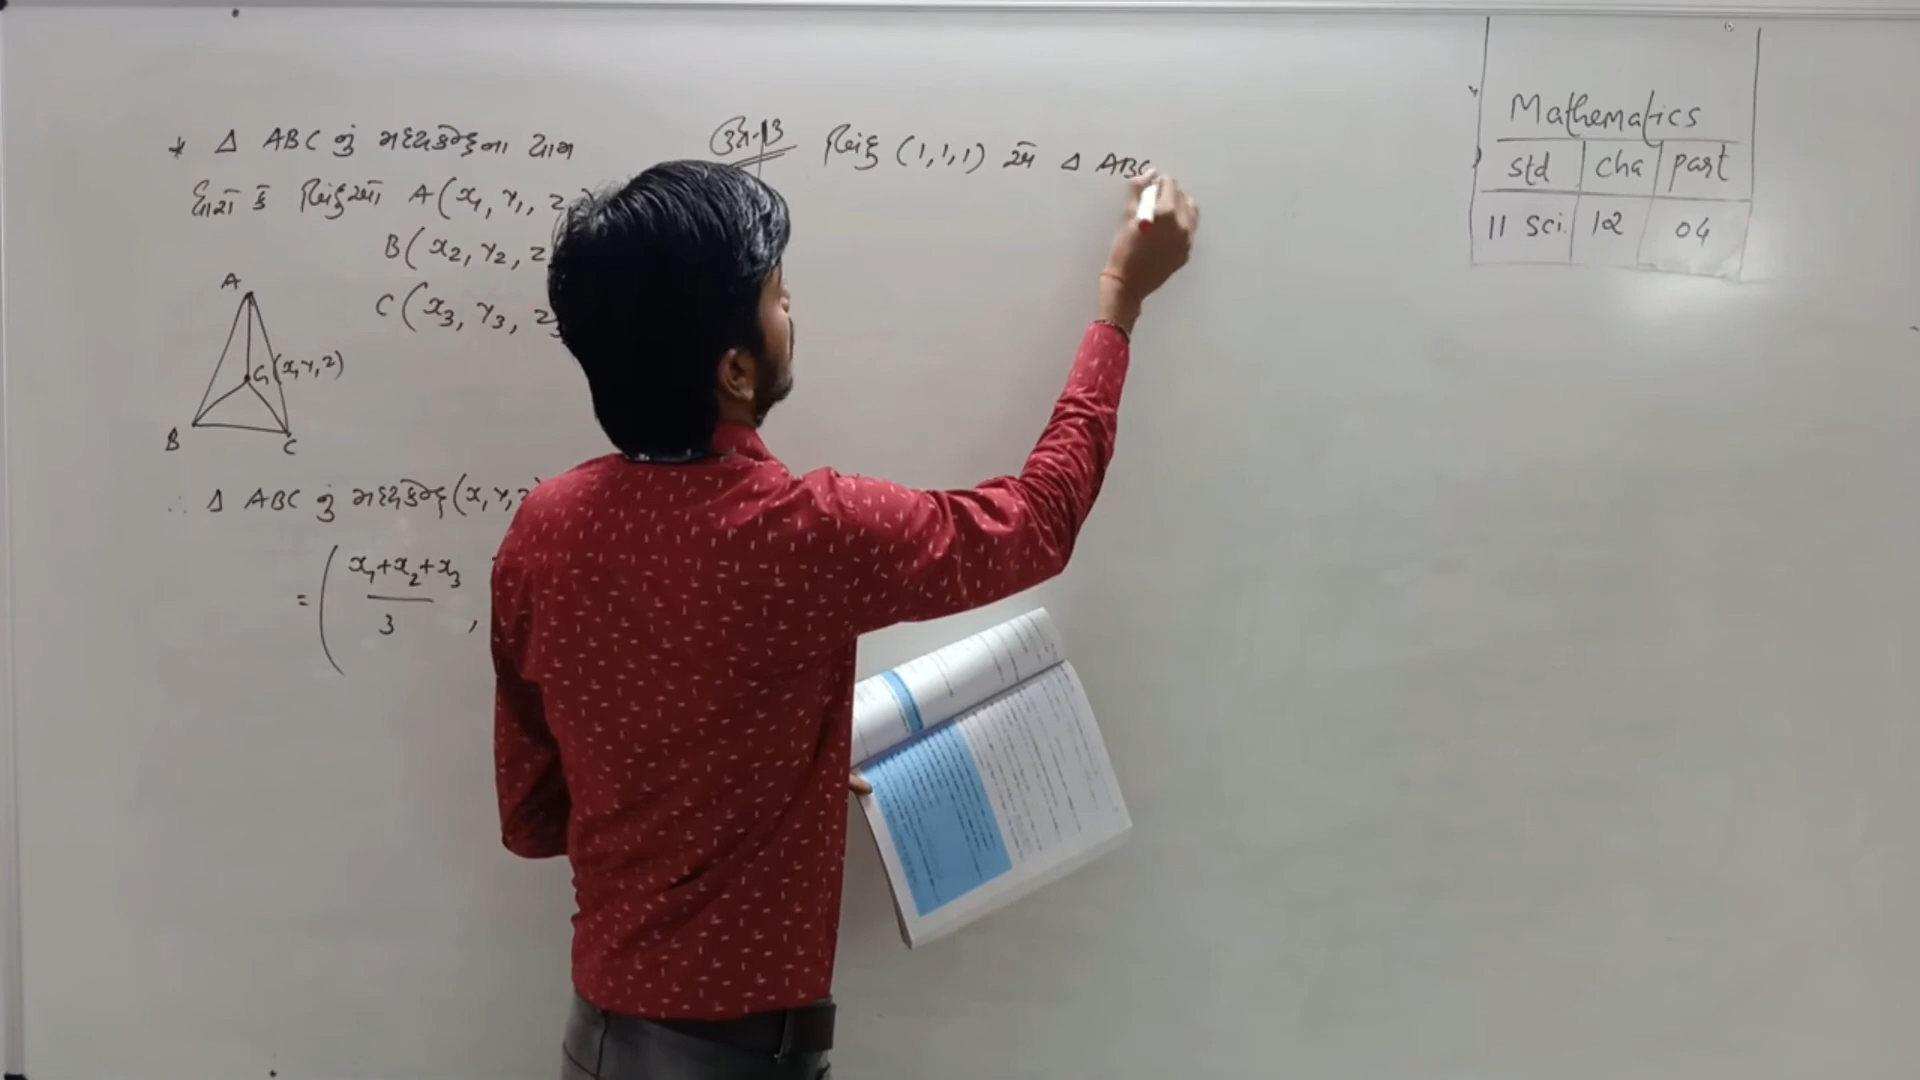 * Δ ABC નું મધ્યકેન્દ્રના યામ
ધારો કે બિંદુઓ A(x₁, y₁, z
B(x₂, y₂, z
C(x₃, y₃, z₃
A
G(x,y,z)
B
C
∴ Δ ABC નું મધ્યકેન્દ્ર(x,y,z)
= ( x₁+x₂+x₃
3 ,
ઉદા-13 બિંદુ (1,1,1) એ Δ ABC
Mathematics
std cha part
11 Sci. 12 04